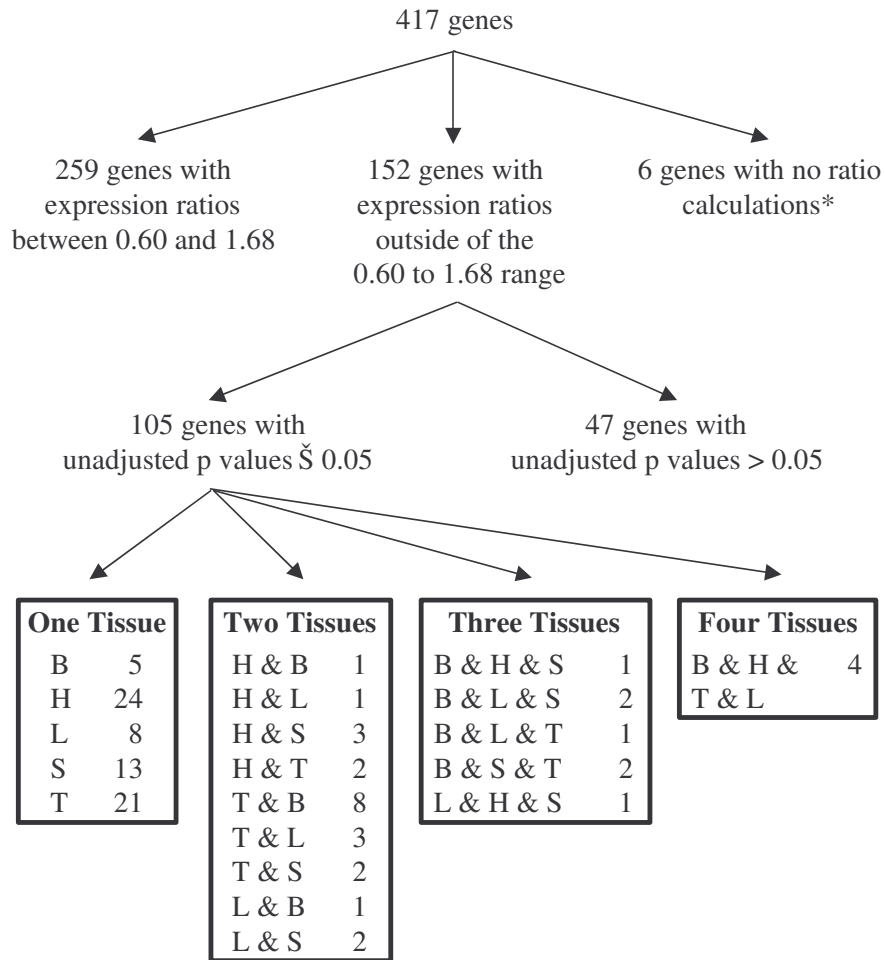 417 genes
259 genes with
expression ratios
between 0.60 and 1.68
152 genes with
expression ratios
outside of the
0.60 to 1.68 range
6 genes with no ratio
calculations*
105 genes with
unadjusted p values Š 0.05
47 genes with
unadjusted p values > 0.05
One Tissue
B 5
H 24
L 8
S 13
T 21
Two Tissues
H & B 1
H & L 1
H & S 3
H & T 2
T & B 8
T & L 3
T & S 2
L & B 1
L & S 2
Three Tissues
B & H & S 1
B & L & S 2
B & L & T 1
B & S & T 2
L & H & S 1
Four Tissues
B & H & 4
T & L